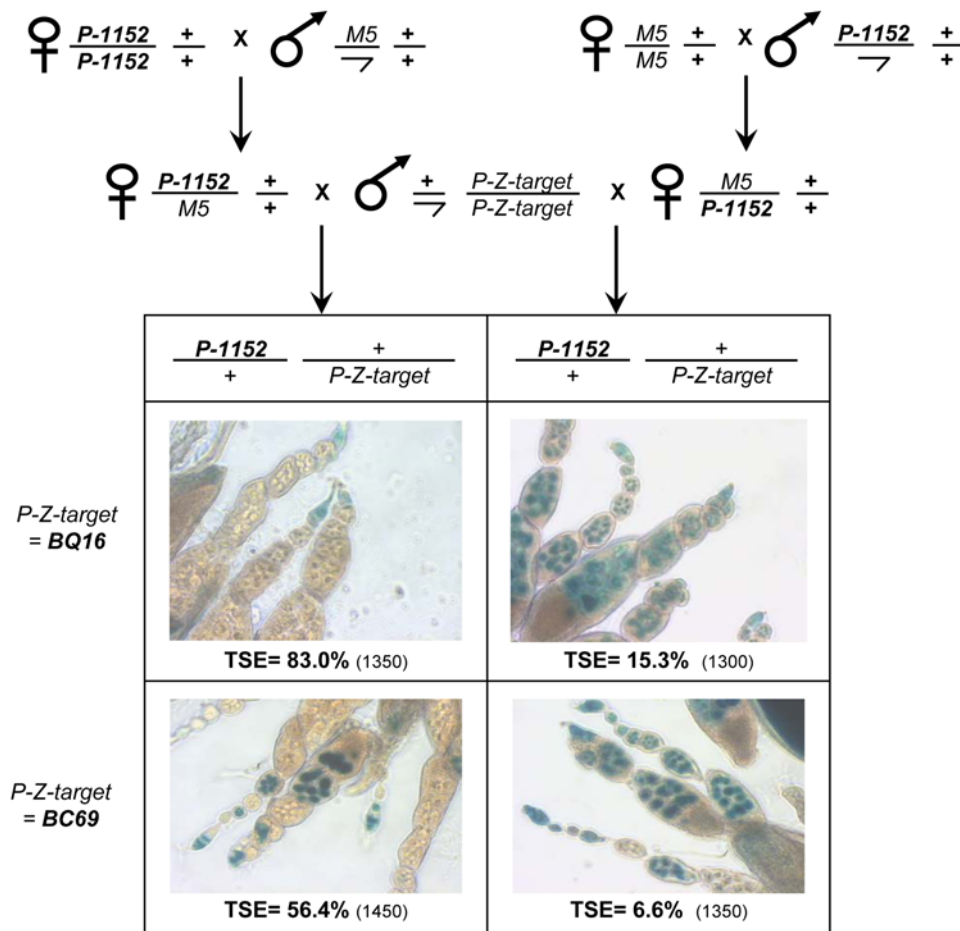 P-1152 + x M5 + M5 + x P-1152 +
P-1152 + + M5 + +
P-1152 + x + P-Z-target x M5 +
M5 + P-Z-target P-1152 +
P-1152 + P-1152 +
+ P-Z-target + P-Z-target
P-Z-target
= BQ16
TSE= 83.0% (1350) TSE= 15.3% (1300)
P-Z-target
= BC69
TSE= 56.4% (1450) TSE= 6.6% (1350)